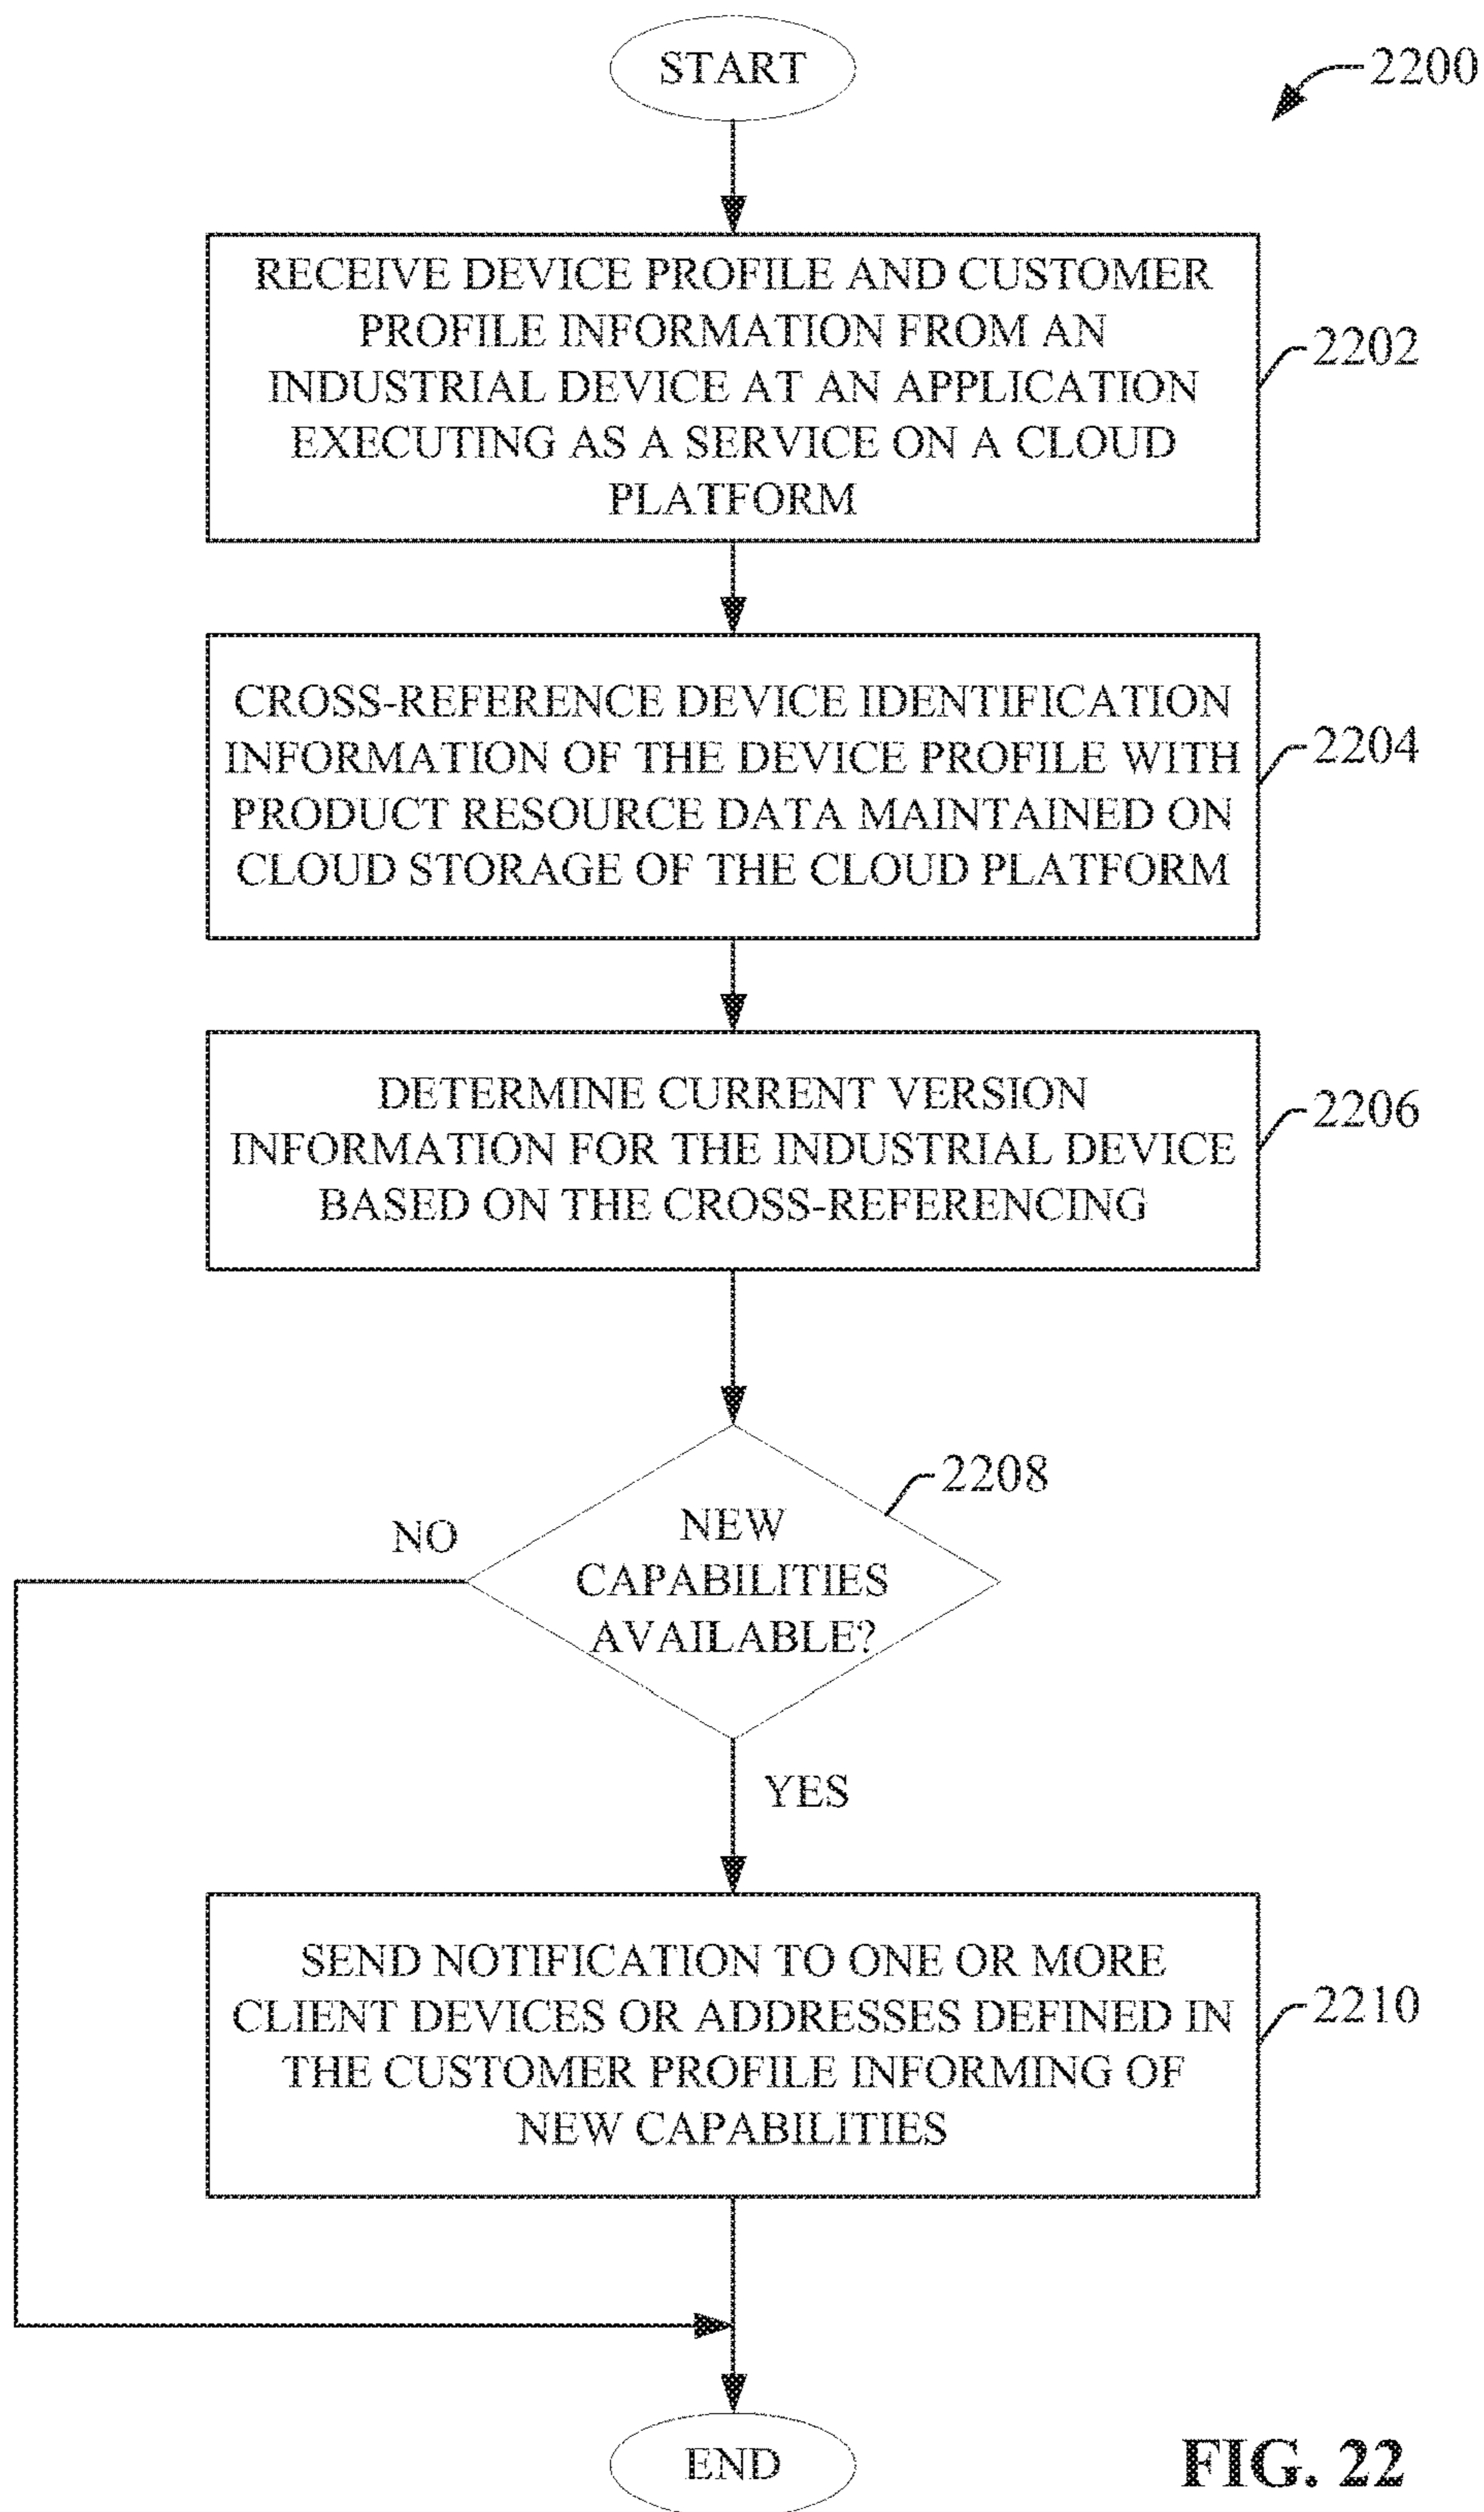 START
2200
RECEIVE DEVICE PROFILE AND CUSTOMER
PROFILE INFORMATION FROM AN
INDUSTRIAL DEVICE AT AN APPLICATION
EXECUTING AS A SERVICE ON A CLOUD
PLATFORM
2202
CROSS-REFERENCE DEVICE IDENTIFICATION
INFORMATION OF THE DEVICE PROFILE WITH
PRODUCT RESOURCE DATA MAINTAINED ON
CLOUD STORAGE OF THE CLOUD PLATFORM
2204
DETERMINE CURRENT VERSION
INFORMATION FOR THE INDUSTRIAL DEVICE
BASED ON THE CROSS-REFERENCING
2206
2208
NO
NEW
CAPABILITIES
AVAILABLE?
YES
SEND NOTIFICATION TO ONE OR MORE
CLIENT DEVICES OR ADDRESSES DEFINED IN
THE CUSTOMER PROFILE INFORMING OF
NEW CAPABILITIES
2210
END
FIG. 22